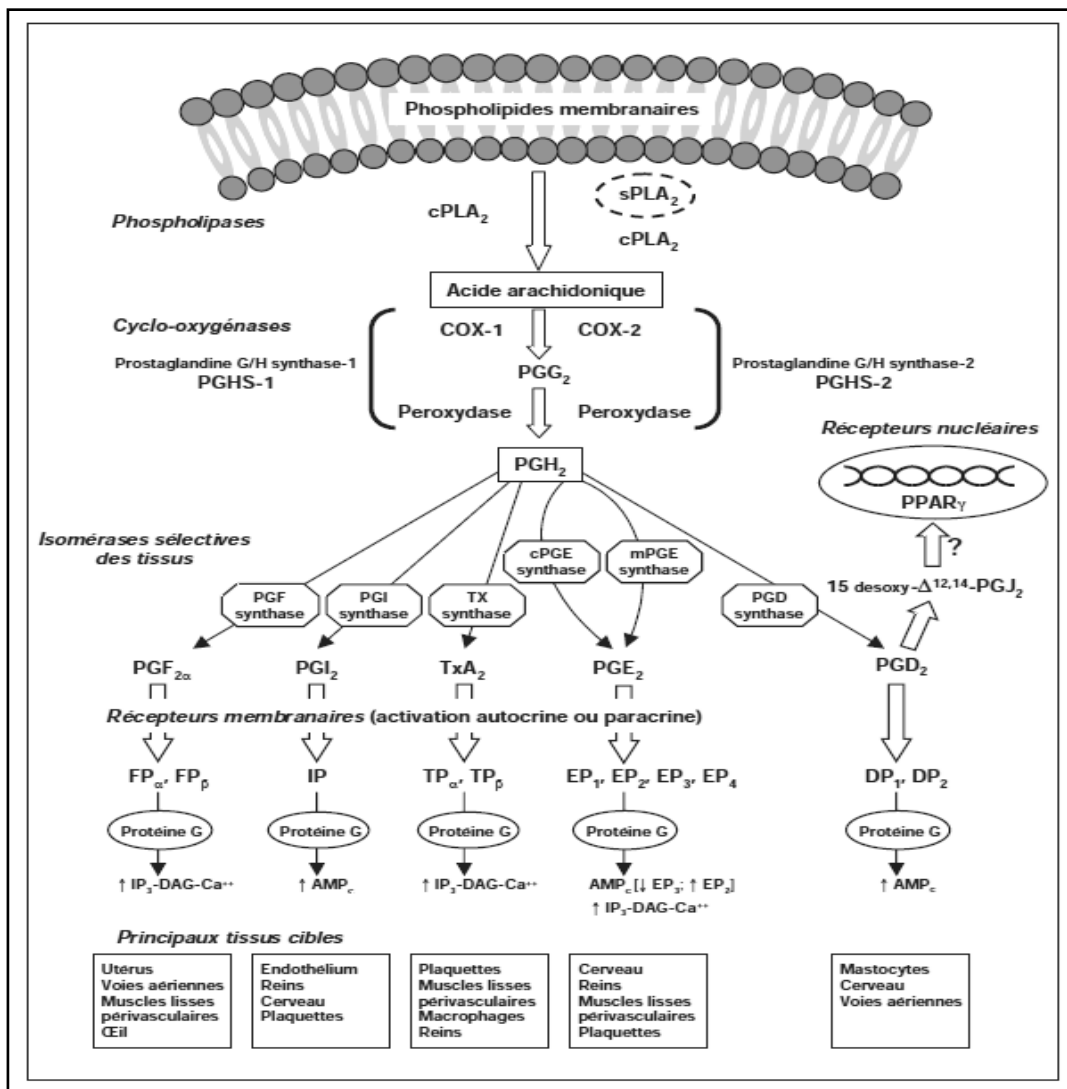 Phospholipides membranaires
cPLA₂
sPLA₂
cPLA₂
Phospholipases
Acide arachidonique
Cyclo-oxygénases
COX-1
COX-2
Prostaglandine G/H synthase-1
PGHS-1
PGG₂
Prostaglandine G/H synthase-2
PGHS-2
Peroxydase
Peroxydase
PGH₂
Récepteurs nucléaires
PPARγ
?
15 desoxy-Δ¹²,¹⁴-PGJ₂
Isomérases sélectives
des tissus
PGF
synthase
PGI
synthase
TX
synthase
cPGE
synthase
mPGE
synthase
PGD
synthase
PGF₂α
PGI₂
TxA₂
PGE₂
PGD₂
Récepteurs membranaires (activation autocrine ou paracrine)
FPα, FPβ
IP
TPα, TPβ
EP₁, EP₂, EP₃, EP₄
DP₁, DP₂
Protéine G
Protéine G
Protéine G
Protéine G
Protéine G
↑ IP₃-DAG-Ca⁺⁺
↑ AMPc
↑ IP₃-DAG-Ca⁺⁺
AMPc [↓ EP₃; ↑ EP₂]
↑ IP₃-DAG-Ca⁺⁺
↑ AMPc
Principaux tissus cibles
Utérus
Voies aériennes
Muscles lisses
périvasculaires
Œil
Endothélium
Reins
Cerveau
Plaquettes
Plaquettes
Muscles lisses
périvasculaires
Macrophages
Reins
Cerveau
Reins
Muscles lisses
périvasculaires
Plaquettes
Mastocytes
Cerveau
Voies aériennes